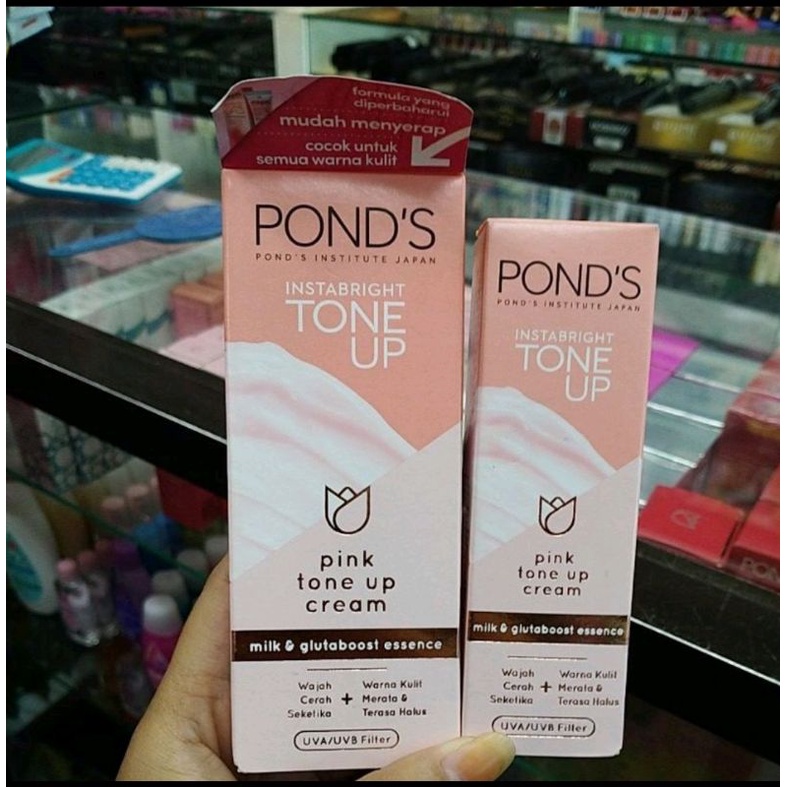 formula yang
diperbaharui
mudah menyerap
cocok untuk
semua warna kulit
POND'S
POND'S INSTITUTE JAPAN
INSTABRIGHT
TONE
UP
pink
tone up
cream
milk & glutaboost essence
Wajah
Cerah
Seketika
+
Warna Kulit
Merata &
Terasa Halus
UVA/UVB Filter
POND'S
POND'S INSTITUTE JAPAN
INSTABRIGHT
TONE
UP
pink
tone up
cream
milk & glutaboost essence
Wajah
Cerah
Seketika
+
Warna Kulit
Merata &
Terasa Halus
UVA/UVB Filter